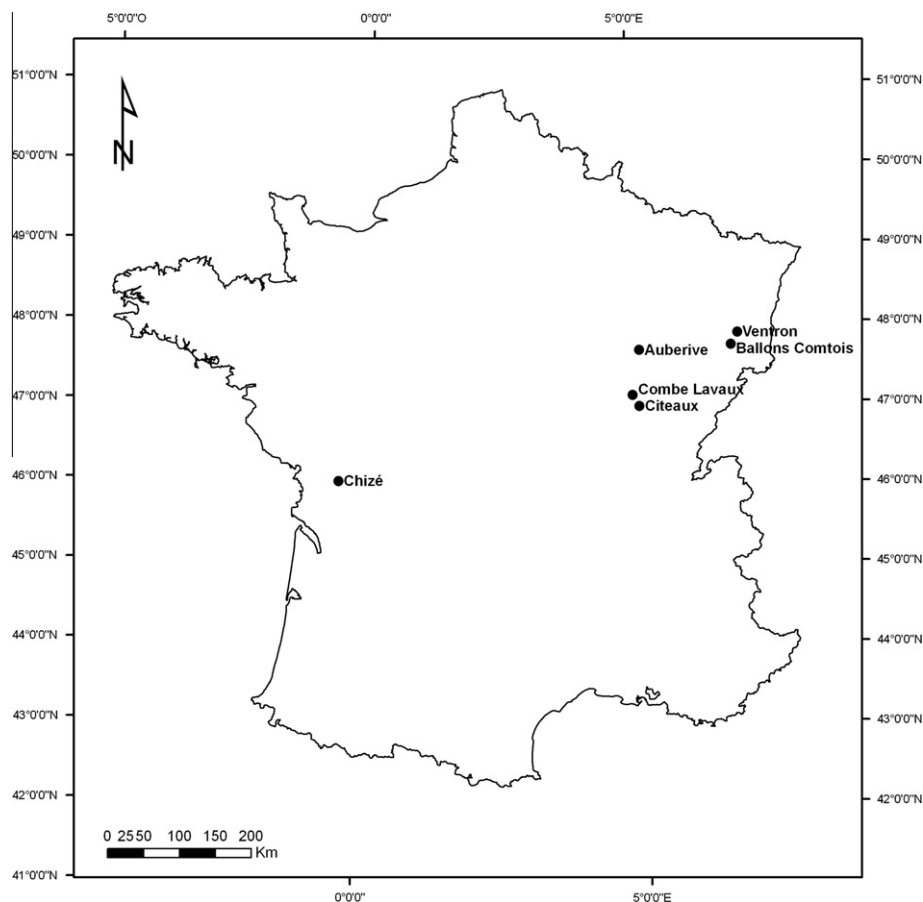 5°0'0"O 0°0'0" 5°0'0"E
51°0'0"N 51°0'0"N
N
50°0'0"N 50°0'0"N
49°0'0"N 49°0'0"N
48°0'0"N 48°0'0"N
Ventron
Auberive Ballons Comtois
47°0'0"N 47°0'0"N
Combe Lavaux
Citeaux
46°0'0"N 46°0'0"N
Chizé
45°0'0"N 45°0'0"N
44°0'0"N 44°0'0"N
43°0'0"N 43°0'0"N
42°0'0"N 42°0'0"N
0 25 50 100 150 200
Km
41°0'0"N
0°0'0" 5°0'0"E